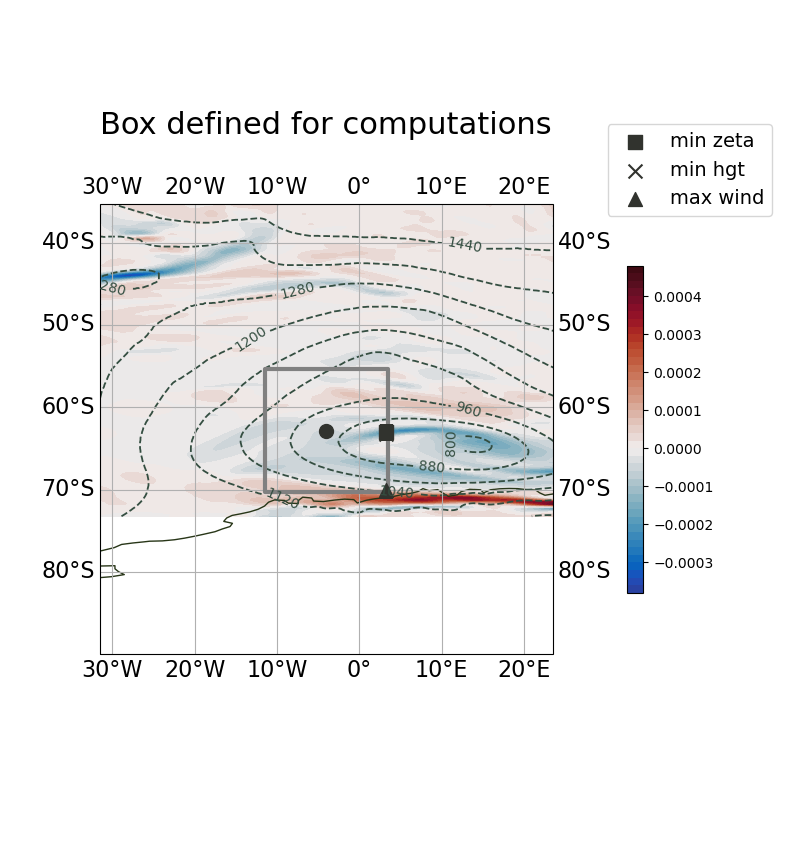 Box defined for computations
min zeta
min hgt
max wind
30°W 20°W 10°W 0° 10°E 20°E
40°S 40°S
50°S 50°S
60°S 60°S
70°S 70°S
80°S 80°S
30°W 20°W 10°W 0° 10°E 20°E
1440
280
1280
1200
960
800
880
1040
1120
0.0004
0.0003
0.0002
0.0001
0.0000
−0.0001
−0.0002
−0.0003